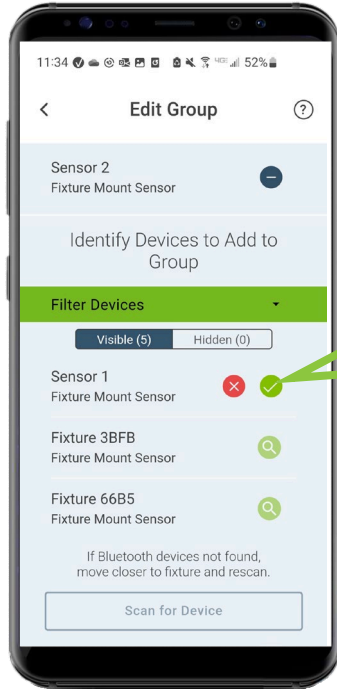 11:34 4GE 52%
Edit Group ?
Sensor 2
Fixture Mount Sensor
Identify Devices to Add to
Group
Filter Devices
Visible (5) Hidden (0)
Sensor 1
Fixture Mount Sensor
Fixture 3BFB
Fixture Mount Sensor
Fixture 66B5
Fixture Mount Sensor
If Bluetooth devices not found,
move closer to fixture and rescan.
Scan for Device